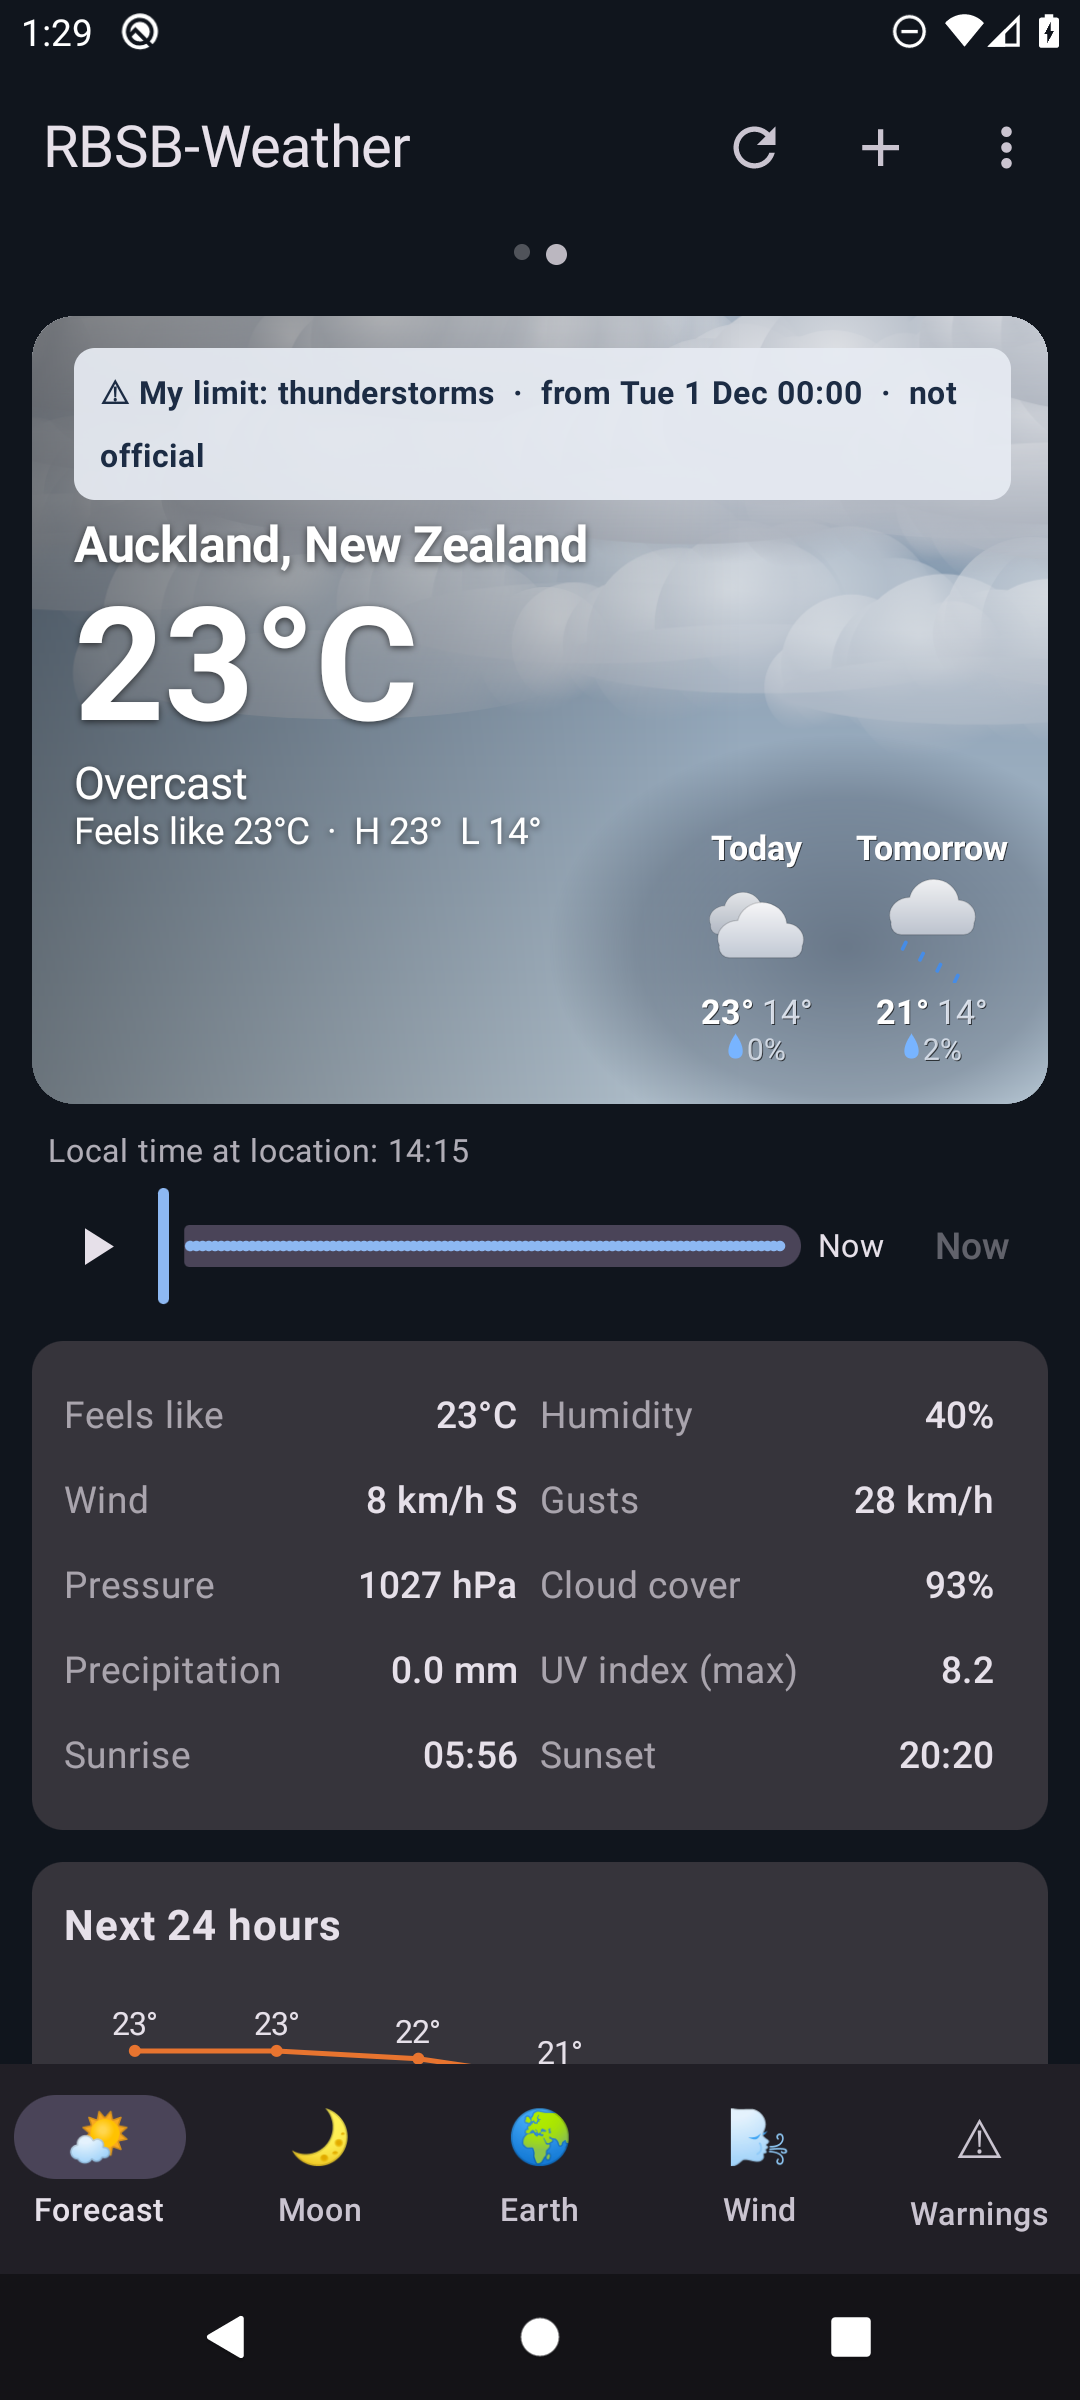 1:29
RBSB-Weather
⚠ My limit: thunderstorms · from Tue 1 Dec 00:00 · not
official
Auckland, New Zealand
23°C
Overcast
Feels like 23°C · H 23° L 14°
Today Tomorrow
23° 14° 21° 14°
0% 2%
Local time at location: 14:15
Now Now
Feels like 23°C Humidity 40%
Wind 8 km/h S Gusts 28 km/h
Pressure 1027 hPa Cloud cover 93%
Precipitation 0.0 mm UV index (max) 8.2
Sunrise 05:56 Sunset 20:20
Next 24 hours
23° 23° 22° 21°
Forecast Moon Earth Wind Warnings